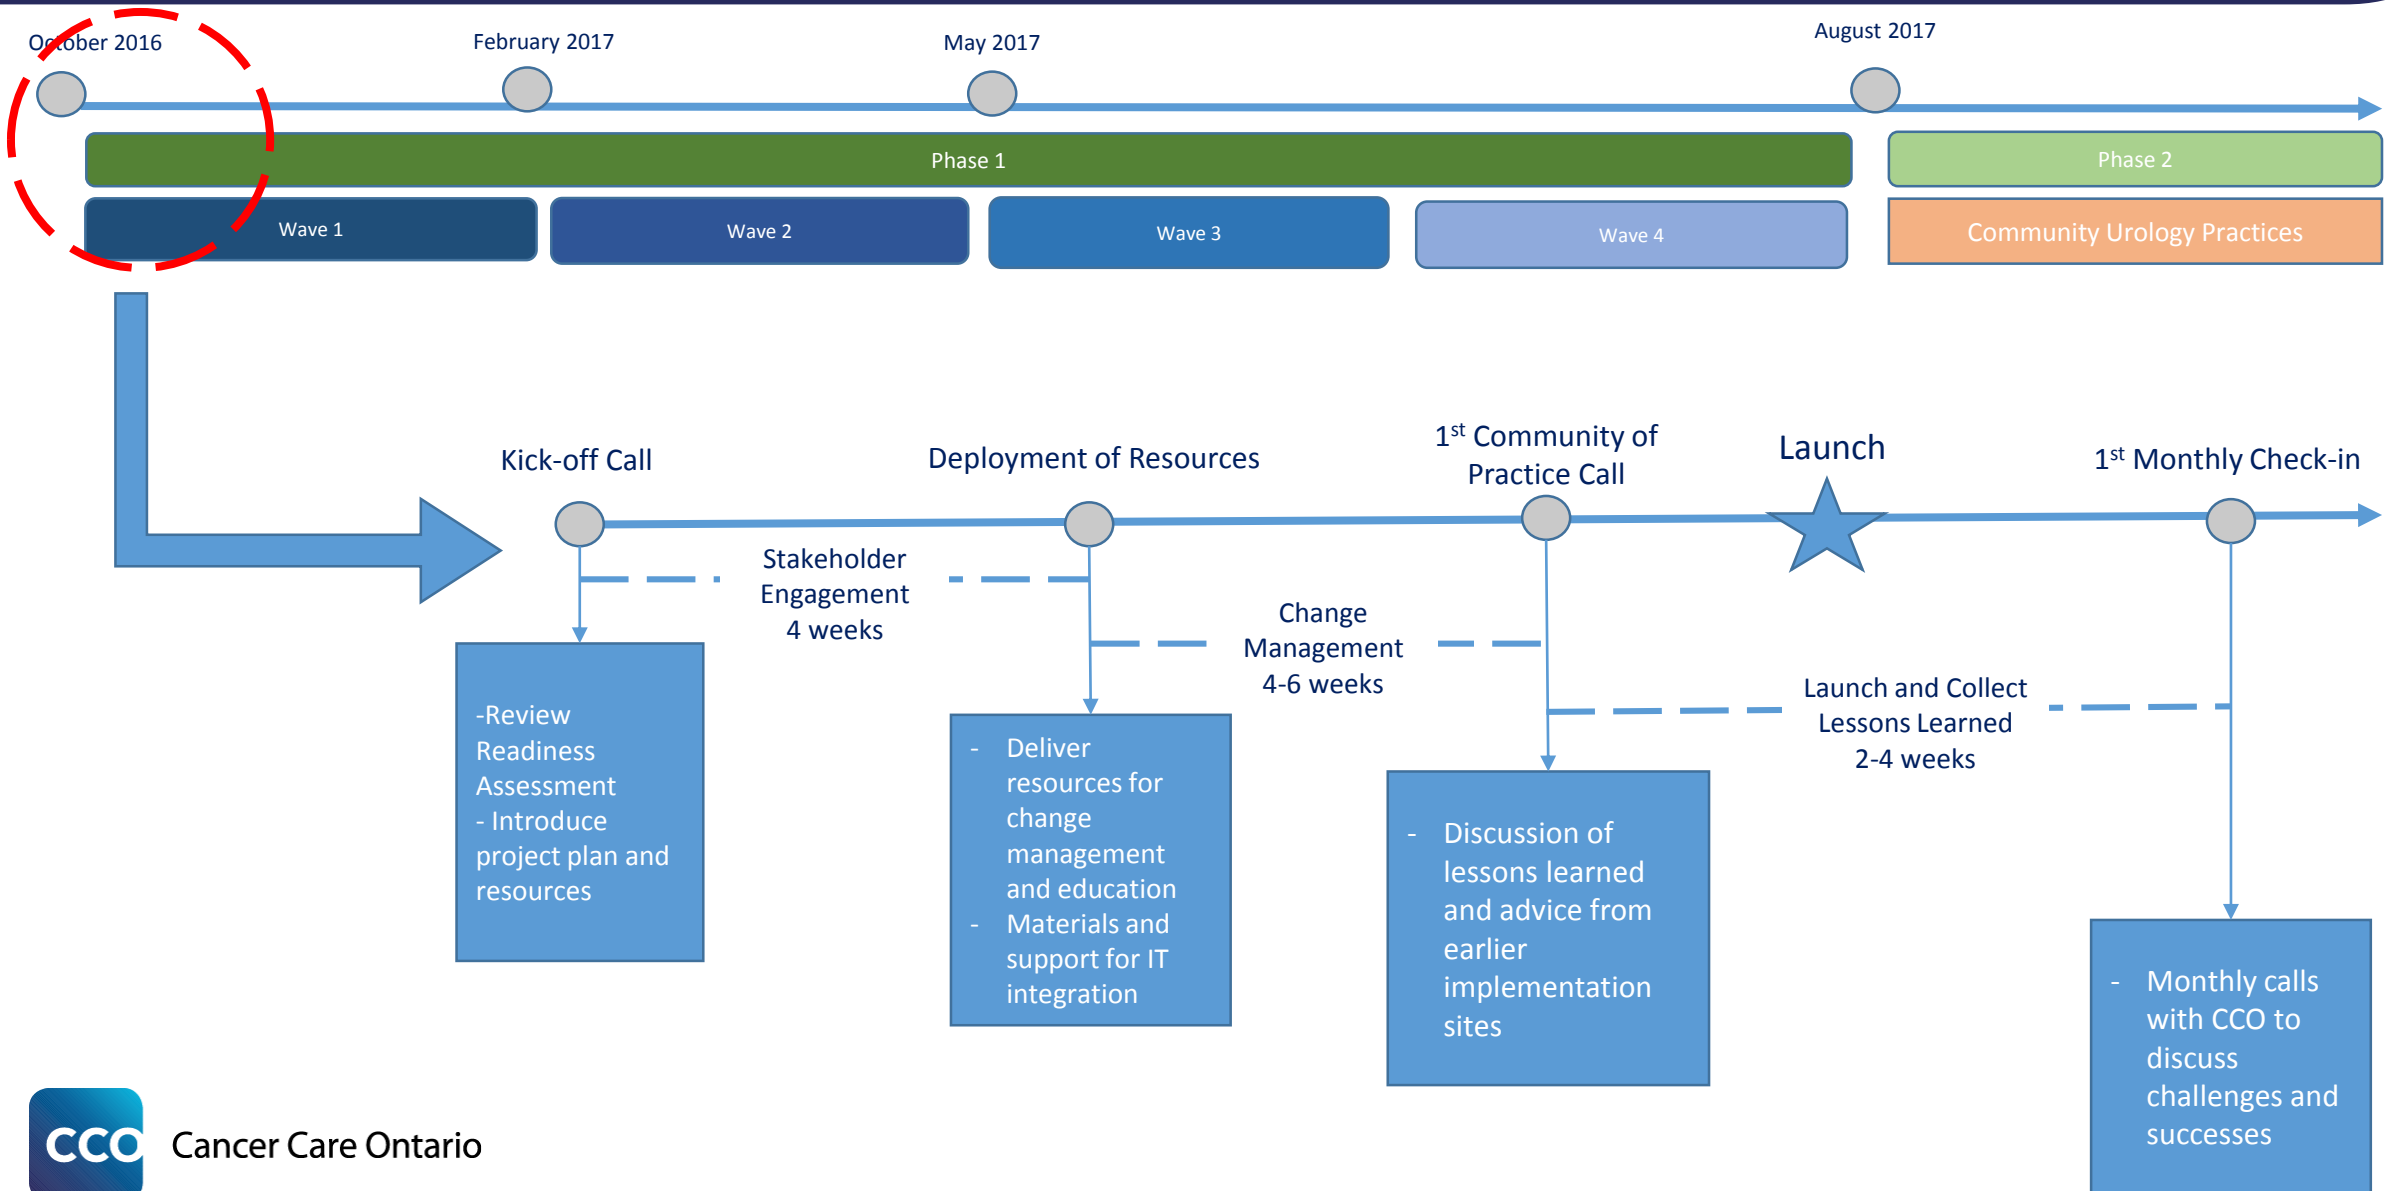 October 2016
February 2017
May 2017
August 2017
Phase 1
Phase 2
Wave 1
Wave 2
Wave 3
Wave 4
Community Urology Practices
Kick-off Call
Deployment of Resources
1st Community of
Practice Call
Launch
1st Monthly Check-in
Stakeholder
Engagement
4 weeks
Change
Management
4-6 weeks
Launch and Collect
Lessons Learned
2-4 weeks
-Review
Readiness
Assessment
- Introduce
project plan and
resources
- Deliver
resources for
change
management
and education
- Materials and
support for IT
integration
- Discussion of
lessons learned
and advice from
earlier
implementation
sites
- Monthly calls
with CCO to
discuss
challenges and
successes
CCO
Cancer Care Ontario